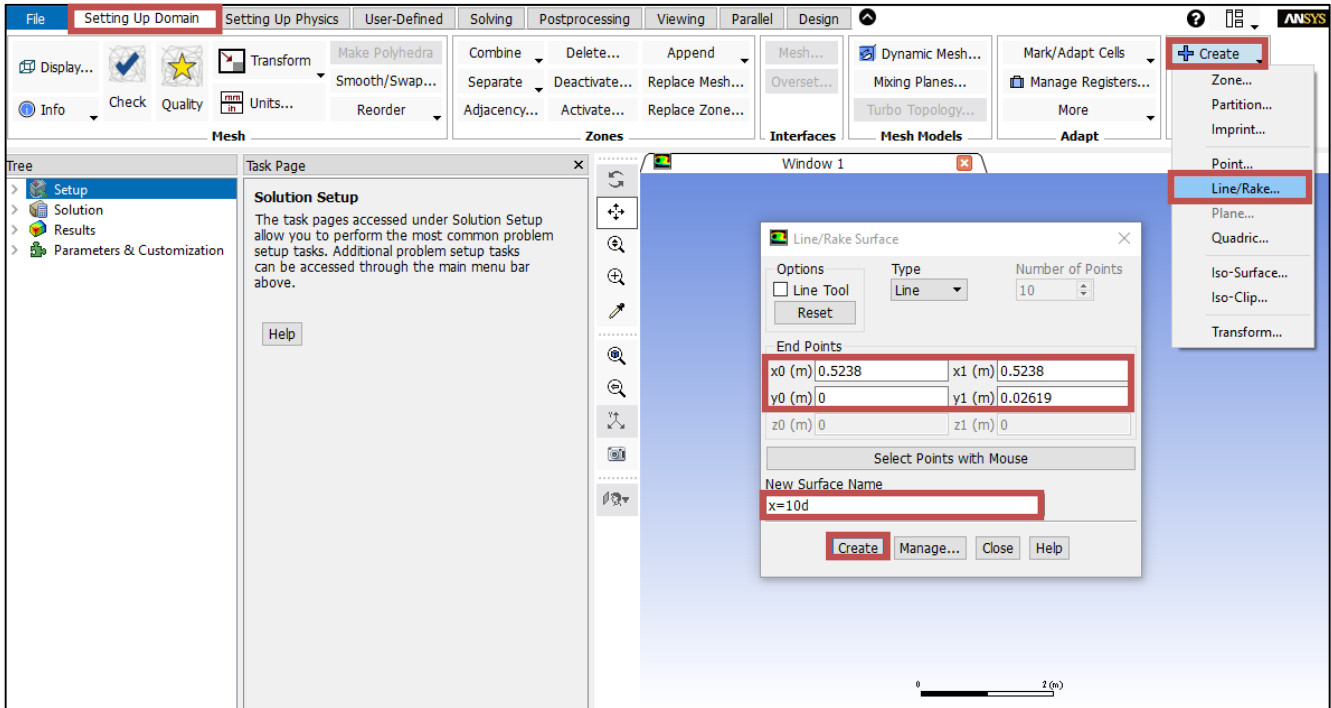 File Setting Up Domain Setting Up Physics User-Defined Solving Postprocessing Viewing Parallel Design ? ANSYS
Display... Transform Make Polyhedra Combine Delete... Append Mesh... Dynamic Mesh... Mark/Adapt Cells Create
Smooth/Swap... Separate Deactivate... Replace Mesh... Overset... Mixing Planes... Manage Registers...
Info Check Quality Units... Reorder Adjacency... Activate... Replace Zone... Turbo Topology... More
Mesh Zones Interfaces Mesh Models Adapt
Zone...
Partition...
Imprint...
Point...
Line/Rake...
Plane...
Quadric...
Iso-Surface...
Iso-Clip...
Transform...
Tree
Setup
Solution
Results
Parameters & Customization
Task Page
Solution Setup
The task pages accessed under Solution Setup
allow you to perform the most common problem
setup tasks. Additional problem setup tasks
can be accessed through the main menu bar
above.
Help
Window 1
Line/Rake Surface
Options Type Number of Points
Line Tool Line 10
Reset
End Points
x0 (m) 0.5238 x1 (m) 0.5238
y0 (m) 0 y1 (m) 0.02619
z0 (m) 0 z1 (m) 0
Select Points with Mouse
New Surface Name
x=10d
Create Manage... Close Help
0 2 (m)